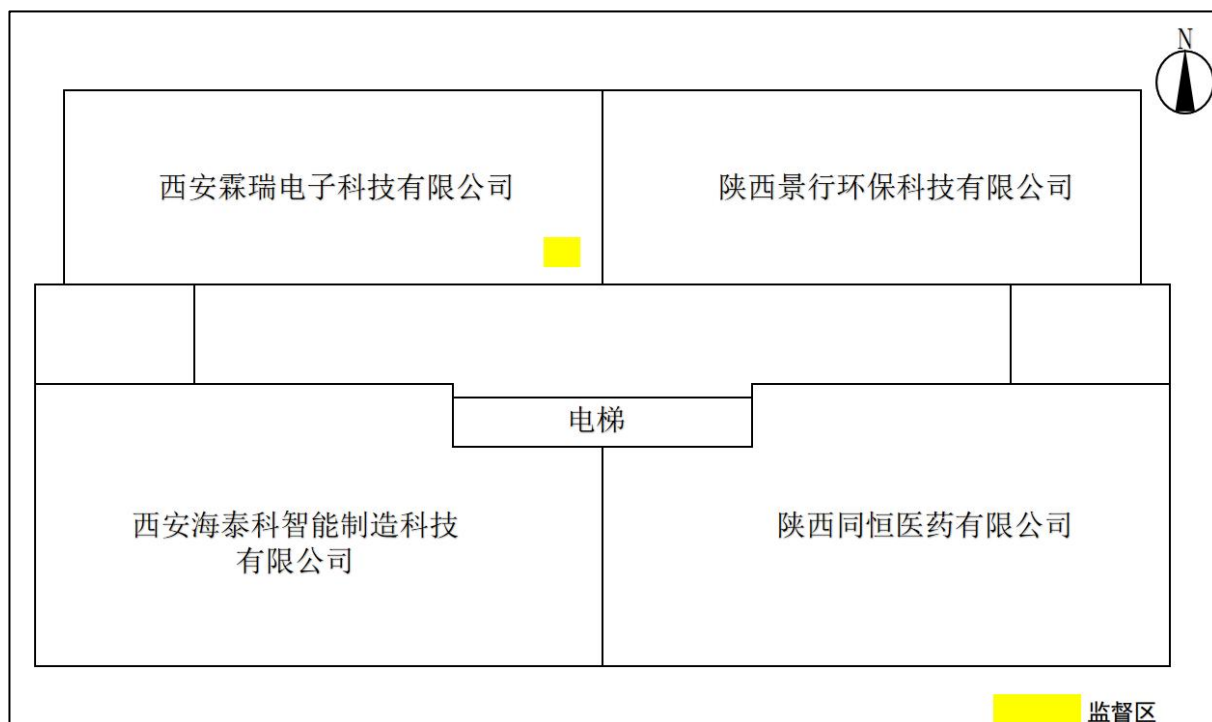 N
西安霖瑞电子科技有限公司
陕西景行环保科技有限公司
电梯
西安海泰科智能制造科技
有限公司
陕西同恒医药有限公司
监督区